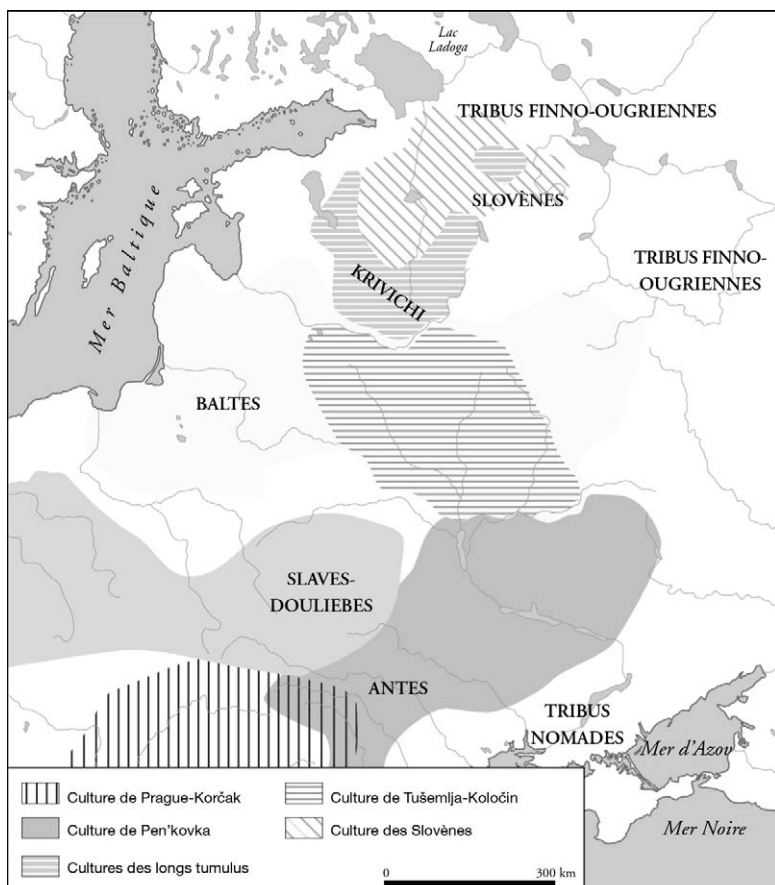 Lac
Ladoga
TRIBUS FINNO-OUGRIENNES
SLOVÈNES
TRIBUS FINNO-
OUGRIENNES
Mer Baltique
KRIVICHI
BALTES
SLAVES-
DOULIEBES
ANTES
TRIBUS
NOMADES
Mer d'Azov
Mer Noire
Culture de Prague-Korčak
Culture de Tušemlja-Koločin
Culture de Pen'kovka
Culture des Slovènes
Cultures des longs tumulus
0 300 km